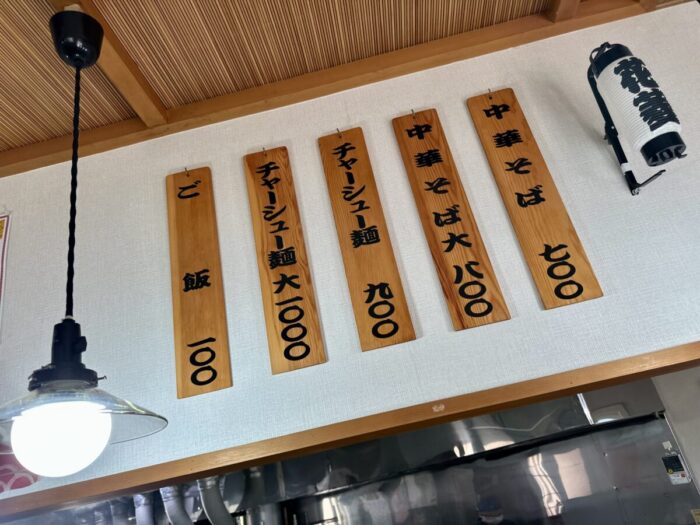 中華そば 七〇〇
中華そば大 八〇〇
チャーシュー麺 九〇〇
チャーシュー麺大 一〇〇〇
ご飯 一〇〇